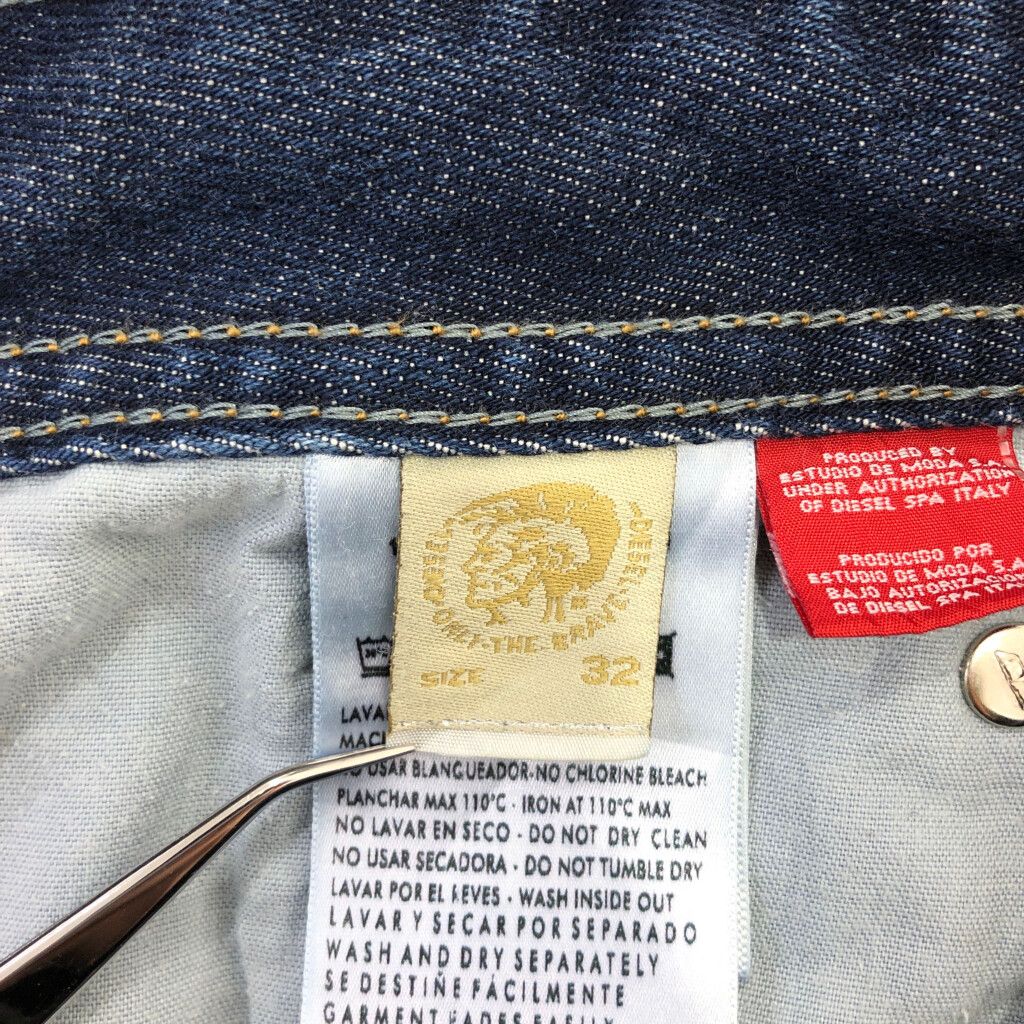 DIESEL
ONLY·THE BRAVE
SIZE 32
PRODUCED BY
ESTUDIO DE MODA S.A.
UNDER AUTHORIZATION
OF DIESEL SPA ITALY
PRODUCIDO POR
ESTUDIO DE MODA S.A.
BAJO AUTORIZACION
DE DIESEL SPA
USAR BLANQUEADOR·NO CHLORINE BLEACH
PLANCHAR MAX 110°C · IRON AT 110°C MAX
NO LAVAR EN SECO · DO NOT DRY CLEAN
NO USAR SECADORA · DO NOT TUMBLE DRY
LAVAR POR EL REVES · WASH INSIDE OUT
LAVAR Y SECAR POR SEPARADO
WASH AND DRY SEPARATELY
SE DESTIÑE FÁCILMENTE
GARMENT FADES EASILY